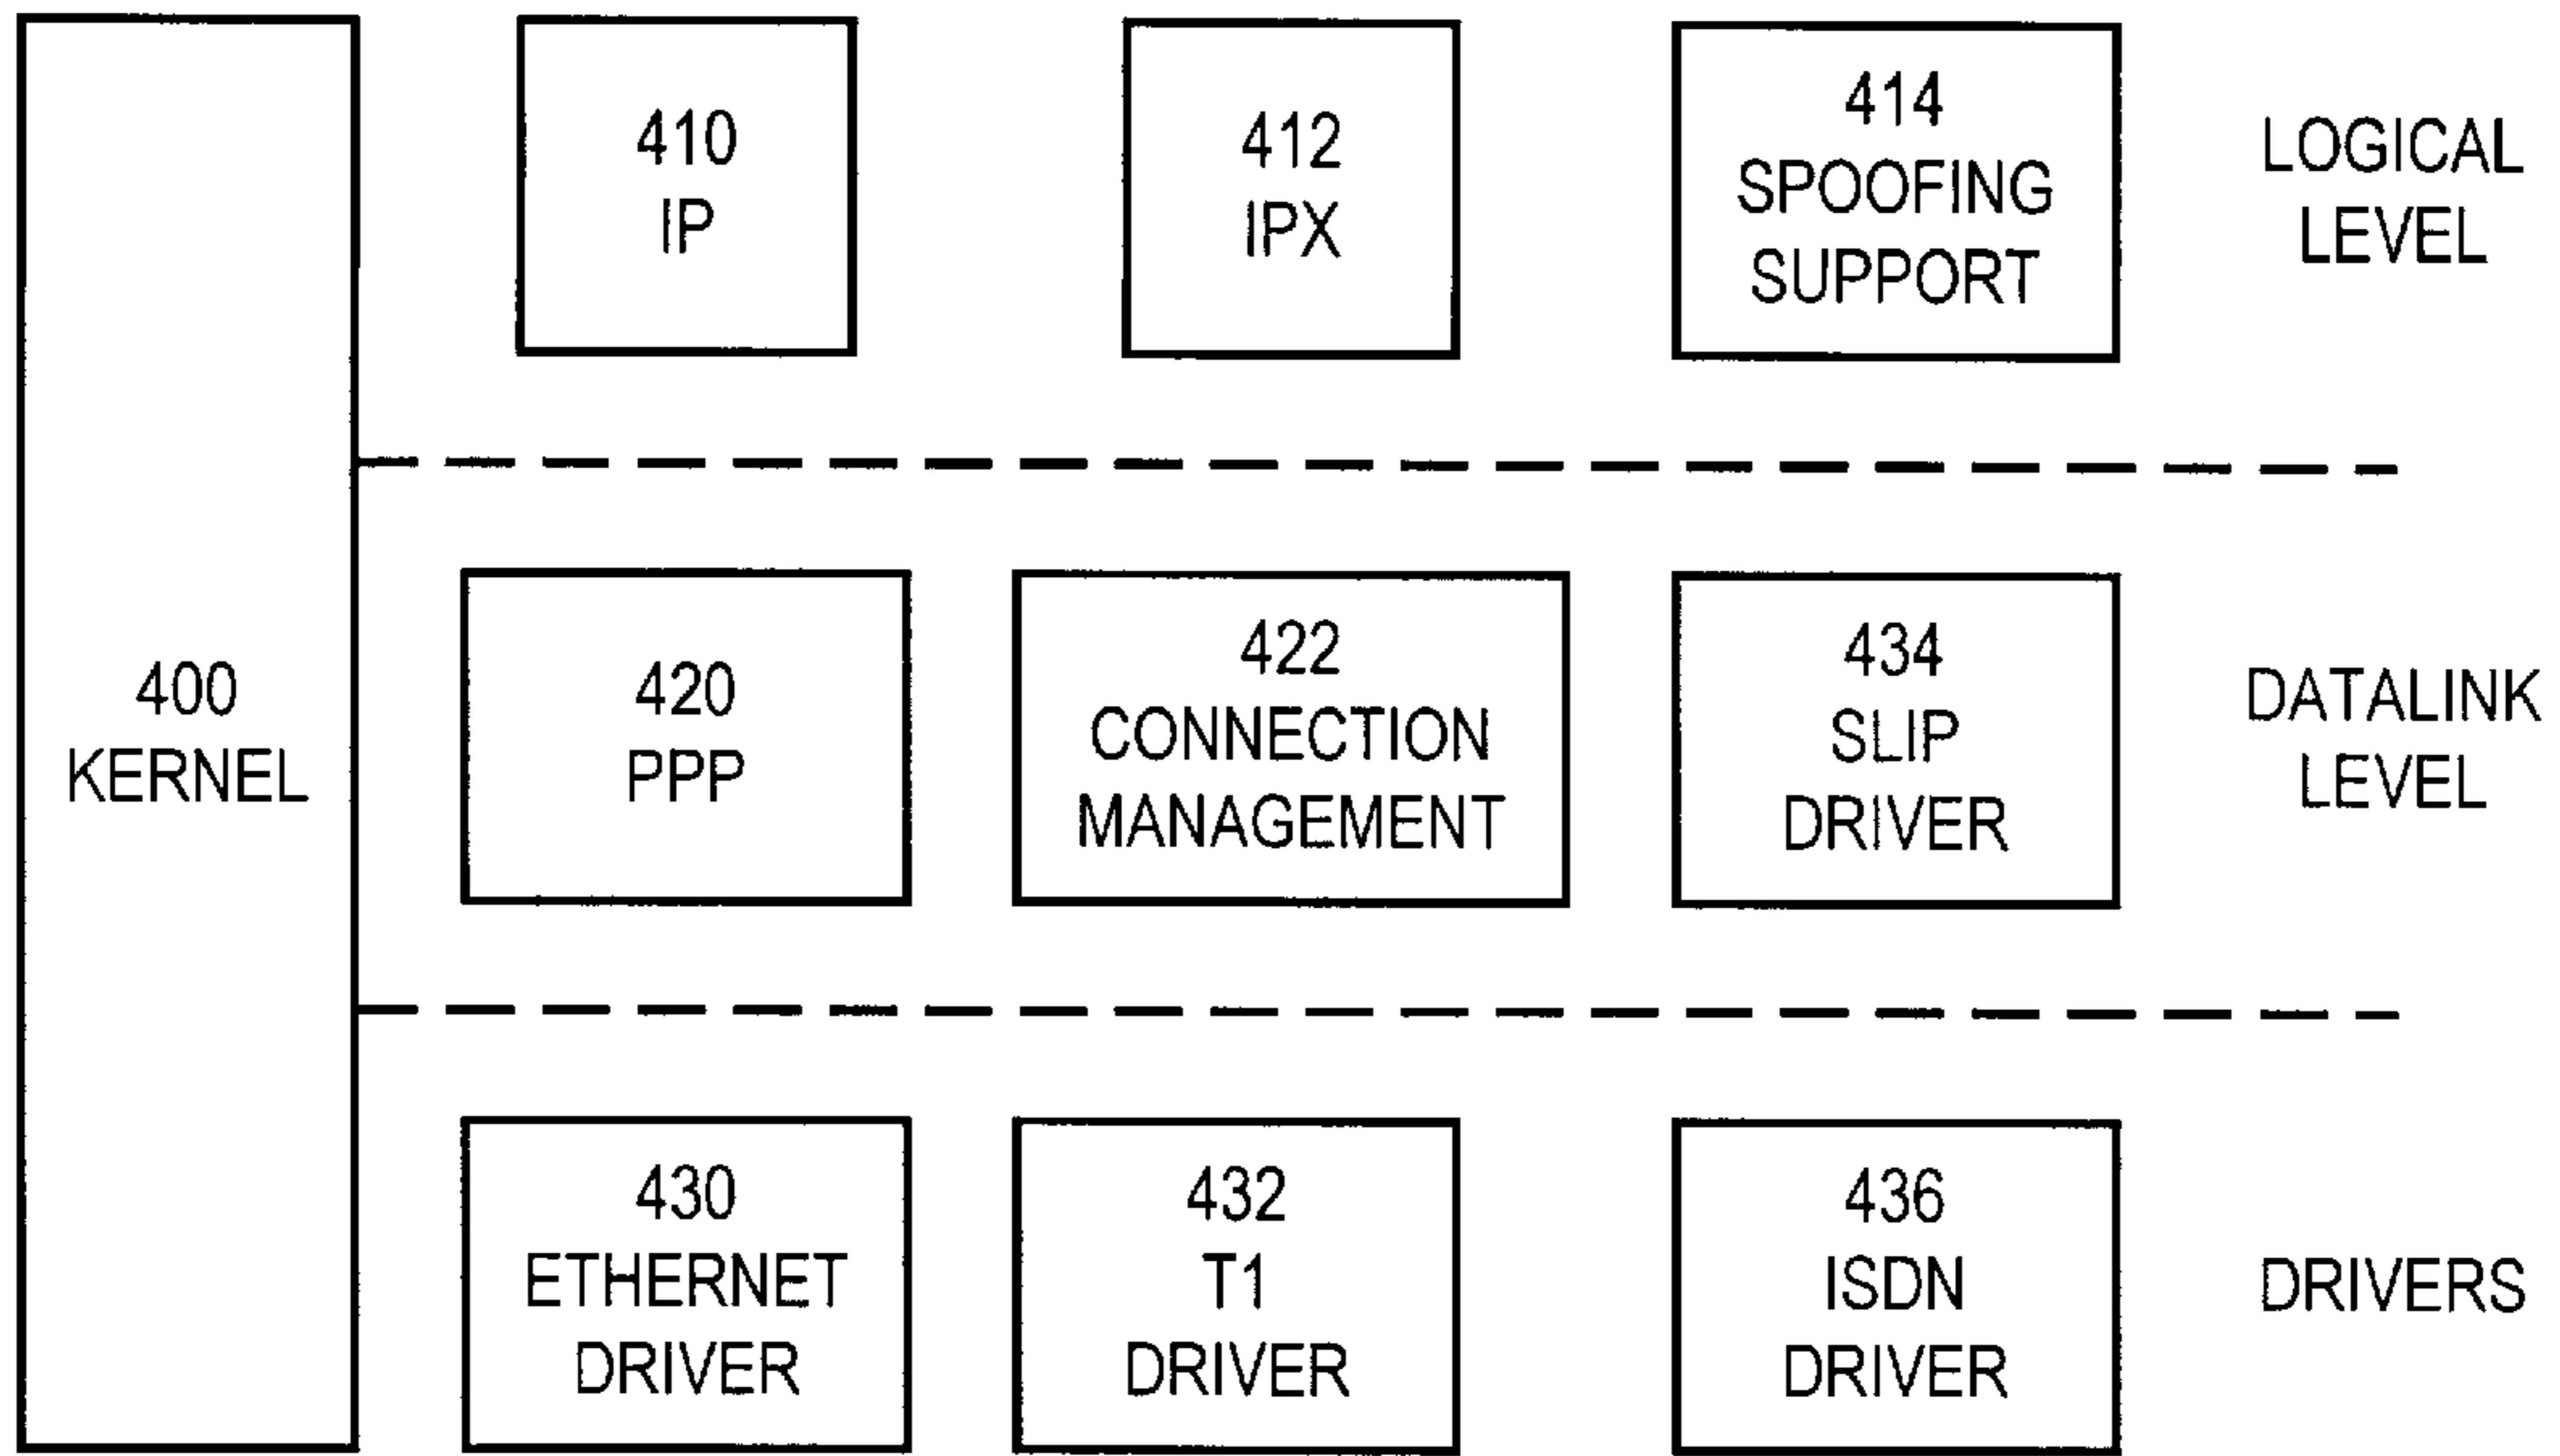 410
IP
412
IPX
414
SPOOFING
SUPPORT
LOGICAL
LEVEL
400
KERNEL
420
PPP
422
CONNECTION
MANAGEMENT
434
SLIP
DRIVER
DATALINK
LEVEL
430
ETHERNET
DRIVER
432
T1
DRIVER
436
ISDN
DRIVER
DRIVERS